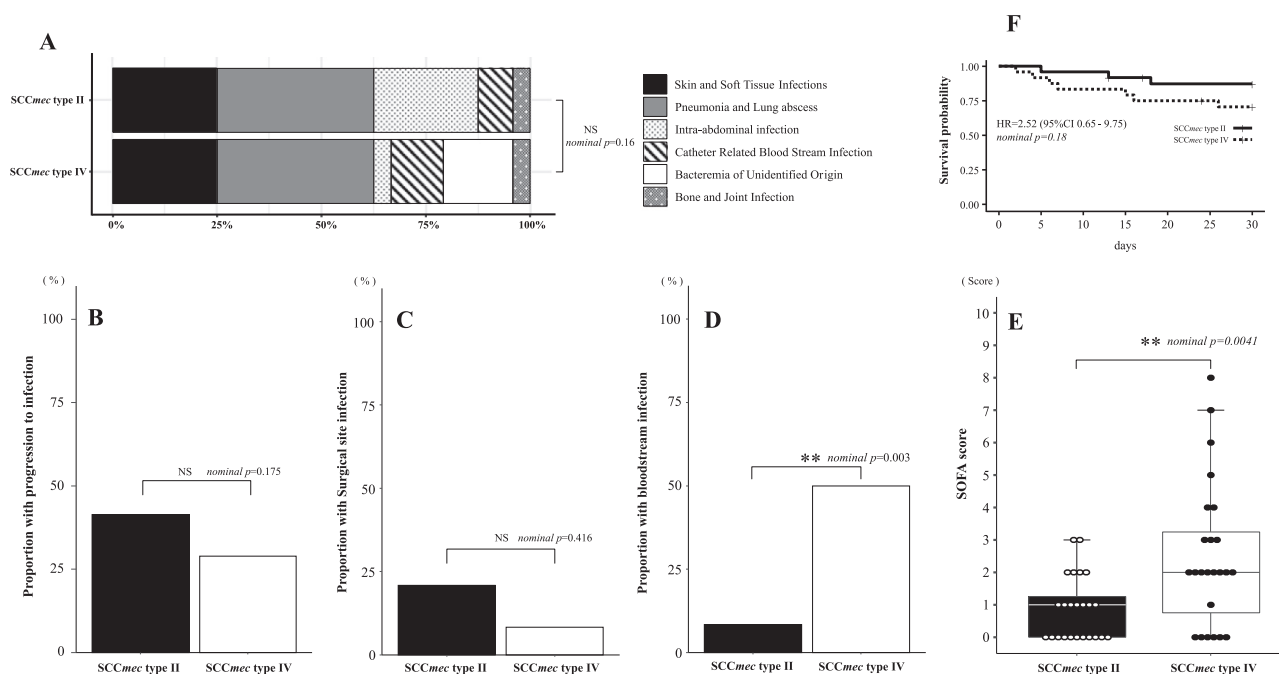 A
SCCmec type II
SCCmec type IV
0%
25%
50%
75%
100%
NS
nominal p=0.16
Skin and Soft Tissue Infections
Pneumonia and Lung abscess
Intra-abdominal infection
Catheter Related Blood Stream Infection
Bacteremia of Unidentified Origin
Bone and Joint Infection
F
Survival probability
1.00
0.75
0.50
0.25
0.00
HR=2.52 (95%CI 0.65 - 9.75)
nominal p=0.18
SCCmec type II
SCCmec type IV
0 5 10 15 20 25 30
days
( % )
B
Proportion with progression to infection
100
75
50
25
0
NS nominal p=0.175
SCCmec type II
SCCmec type IV
( % )
C
Proportion with Surgical site infection
100
75
50
25
0
NS nominal p=0.416
SCCmec type II
SCCmec type IV
( % )
D
Proportion with bloodstream infection
100
75
50
25
0
** nominal p=0.003
SCCmec type II
SCCmec type IV
( Score )
E
SOFA score
10
9
8
7
6
5
4
3
2
1
0
** nominal p=0.0041
SCCmec type II
SCCmec type IV